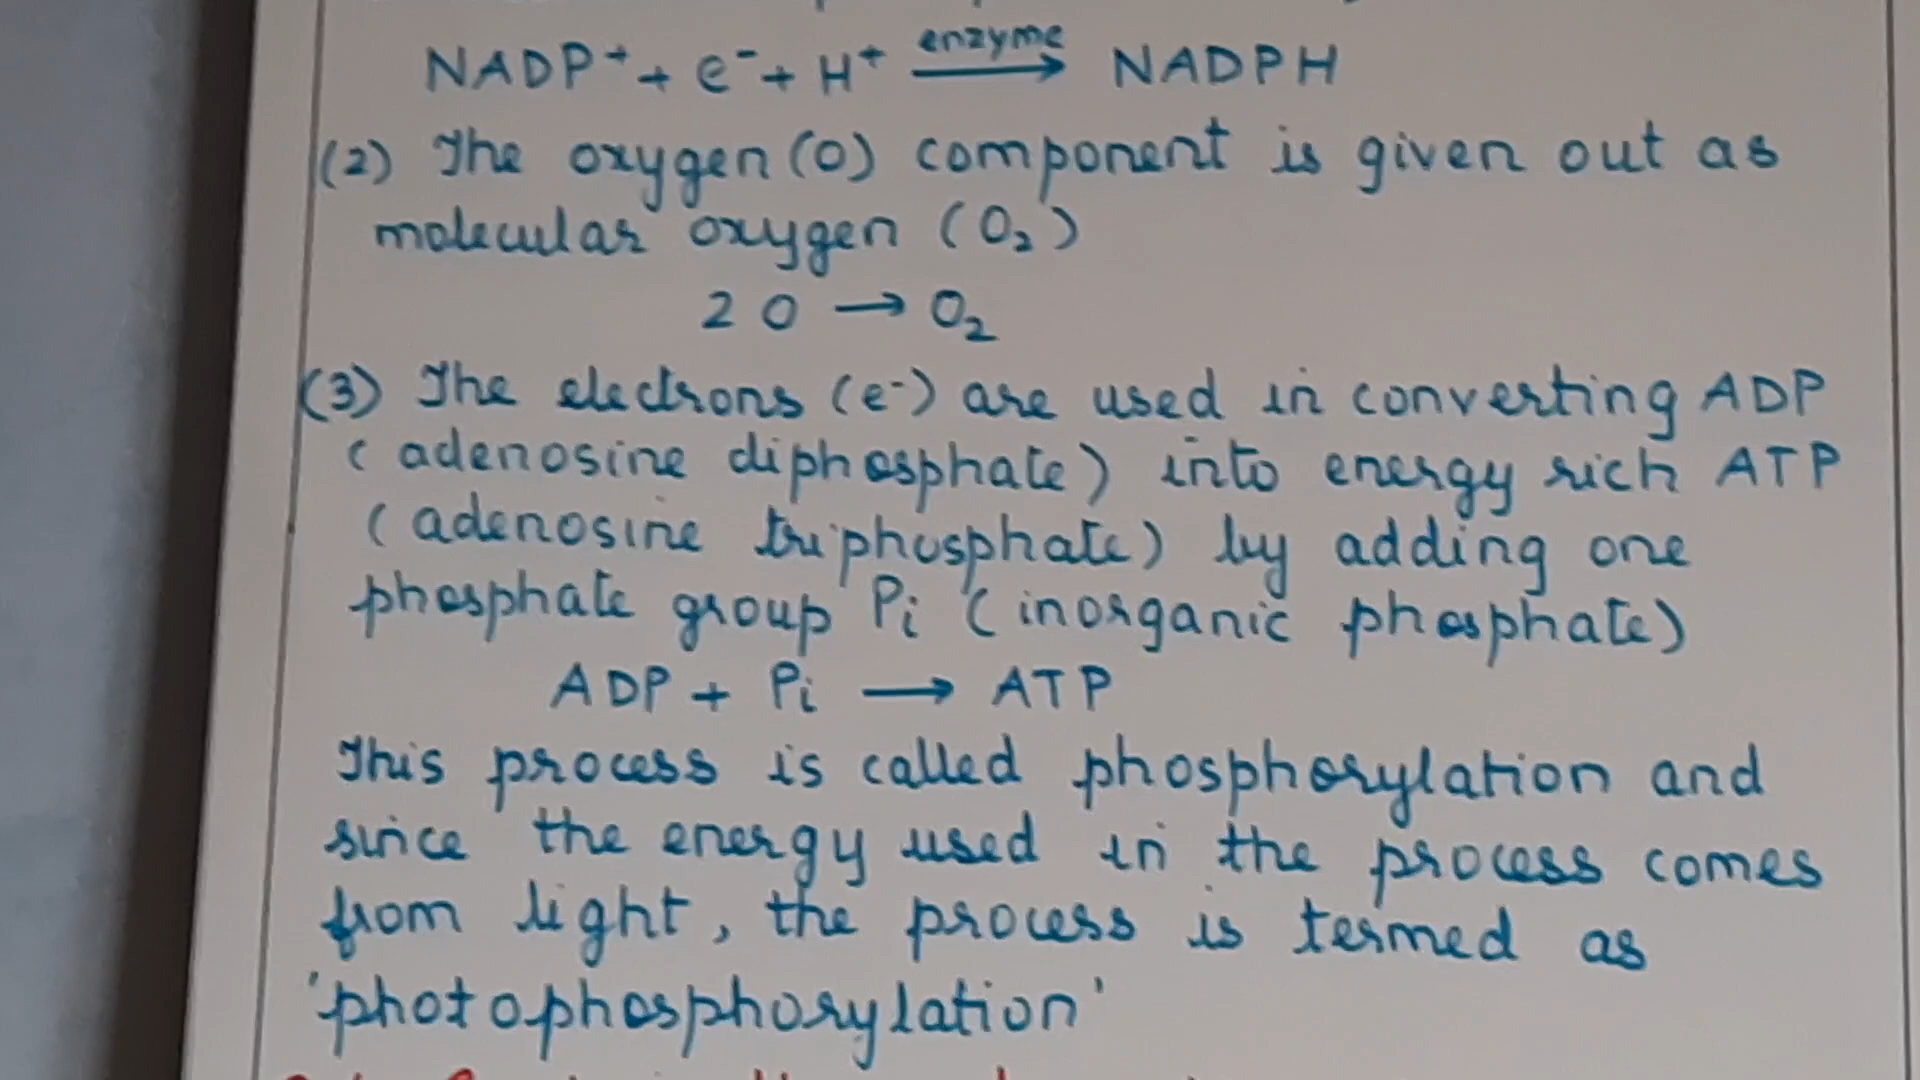 NADP⁺ + e⁻ + H⁺ enzyme → NADPH
(2) The oxygen (O) component is given out as
molecular oxygen (O₂)
2 O → O₂
(3) The electrons (e⁻) are used in converting ADP
(adenosine diphosphate) into energy rich ATP
(adenosine triphosphate) by adding one
phosphate group Pi (inorganic phosphate)
ADP + Pi → ATP
This process is called phosphorylation and
since the energy used in the process comes
from light, the process is termed as
'photophosphorylation'